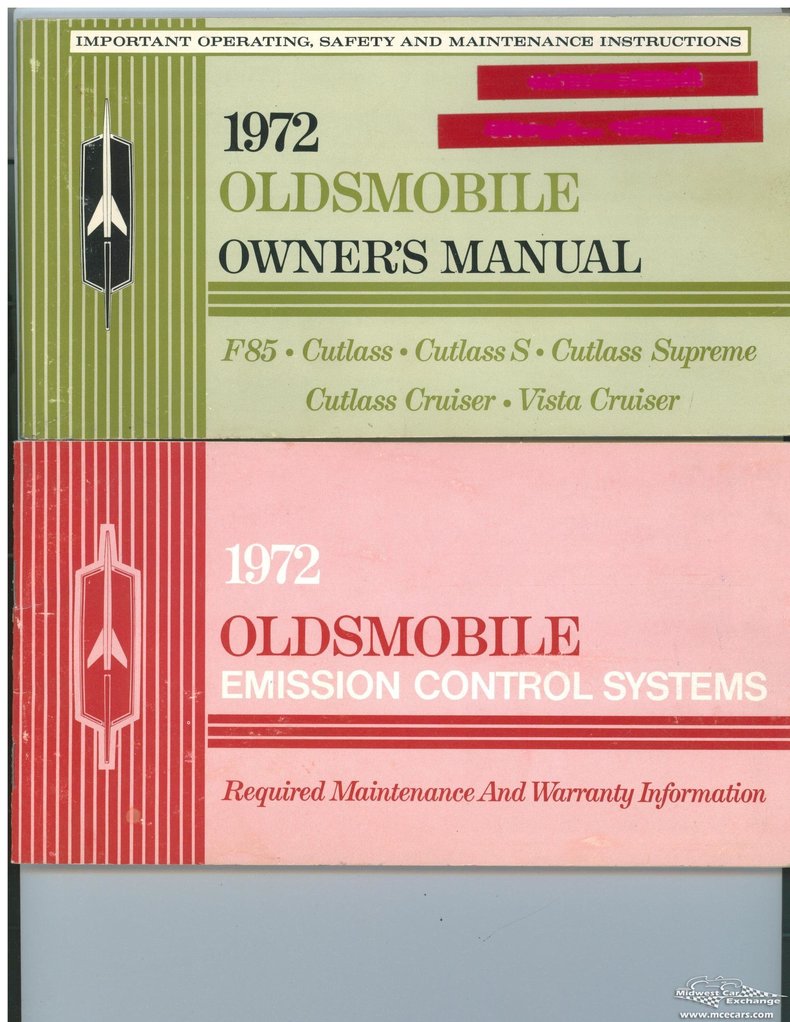 IMPORTANT OPERATING, SAFETY AND MAINTENANCE INSTRUCTIONS
1972
OLDSMOBILE
OWNER'S MANUAL
F85 • Cutlass • Cutlass S • Cutlass Supreme
Cutlass Cruiser • Vista Cruiser
1972
OLDSMOBILE
EMISSION CONTROL SYSTEMS
Required Maintenance And Warranty Information
Midwest Car
Exchange
www.mcecars.com